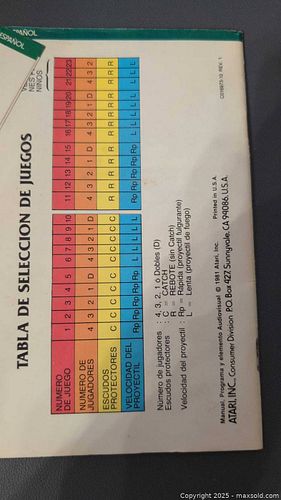 ESPAÑOL
ESPAÑOL
NIÑOS
TABLA DE SELECCION DE JUEGOS
NUMERO DE JUEGO 1 2 3 4 5 6 7 8 9 10
NUMERO DE JUGADORES 4 3 2 1 D 4 3 2 1 D
ESCUDOS PROTECTORES C C C C C C C C C C
VELOCIDAD DEL PROYECTIL Rp Rp Rp Rp Rp L L L L L
11 12 13 14 15 16 17 18 19 20 21 22 23
4 3 2 1 D 4 3 2 1 D 4 3 2
R R R R R R R R R R R R R
Rp Rp Rp Rp Rp L L L L L L L L
Número de jugadores : 4, 3, 2, 1 o Dobles (D)
Escudos protectores : C = CATCH
R = REBOTE (sin Catch)
Velocidad del proyectil : Rp = Rápida (proyectil fulgurante)
L = Lenta (proyectil de fuego)
Manual, Programa y elemento Audiovisual © 1981 Atari, Inc. Printed in U.S.A.
ATARI, INC., Consumer Division P.O. Box 427 Sunnyvale, CA 94086 U.S.A.
Copyright 2025 - maxsold.com